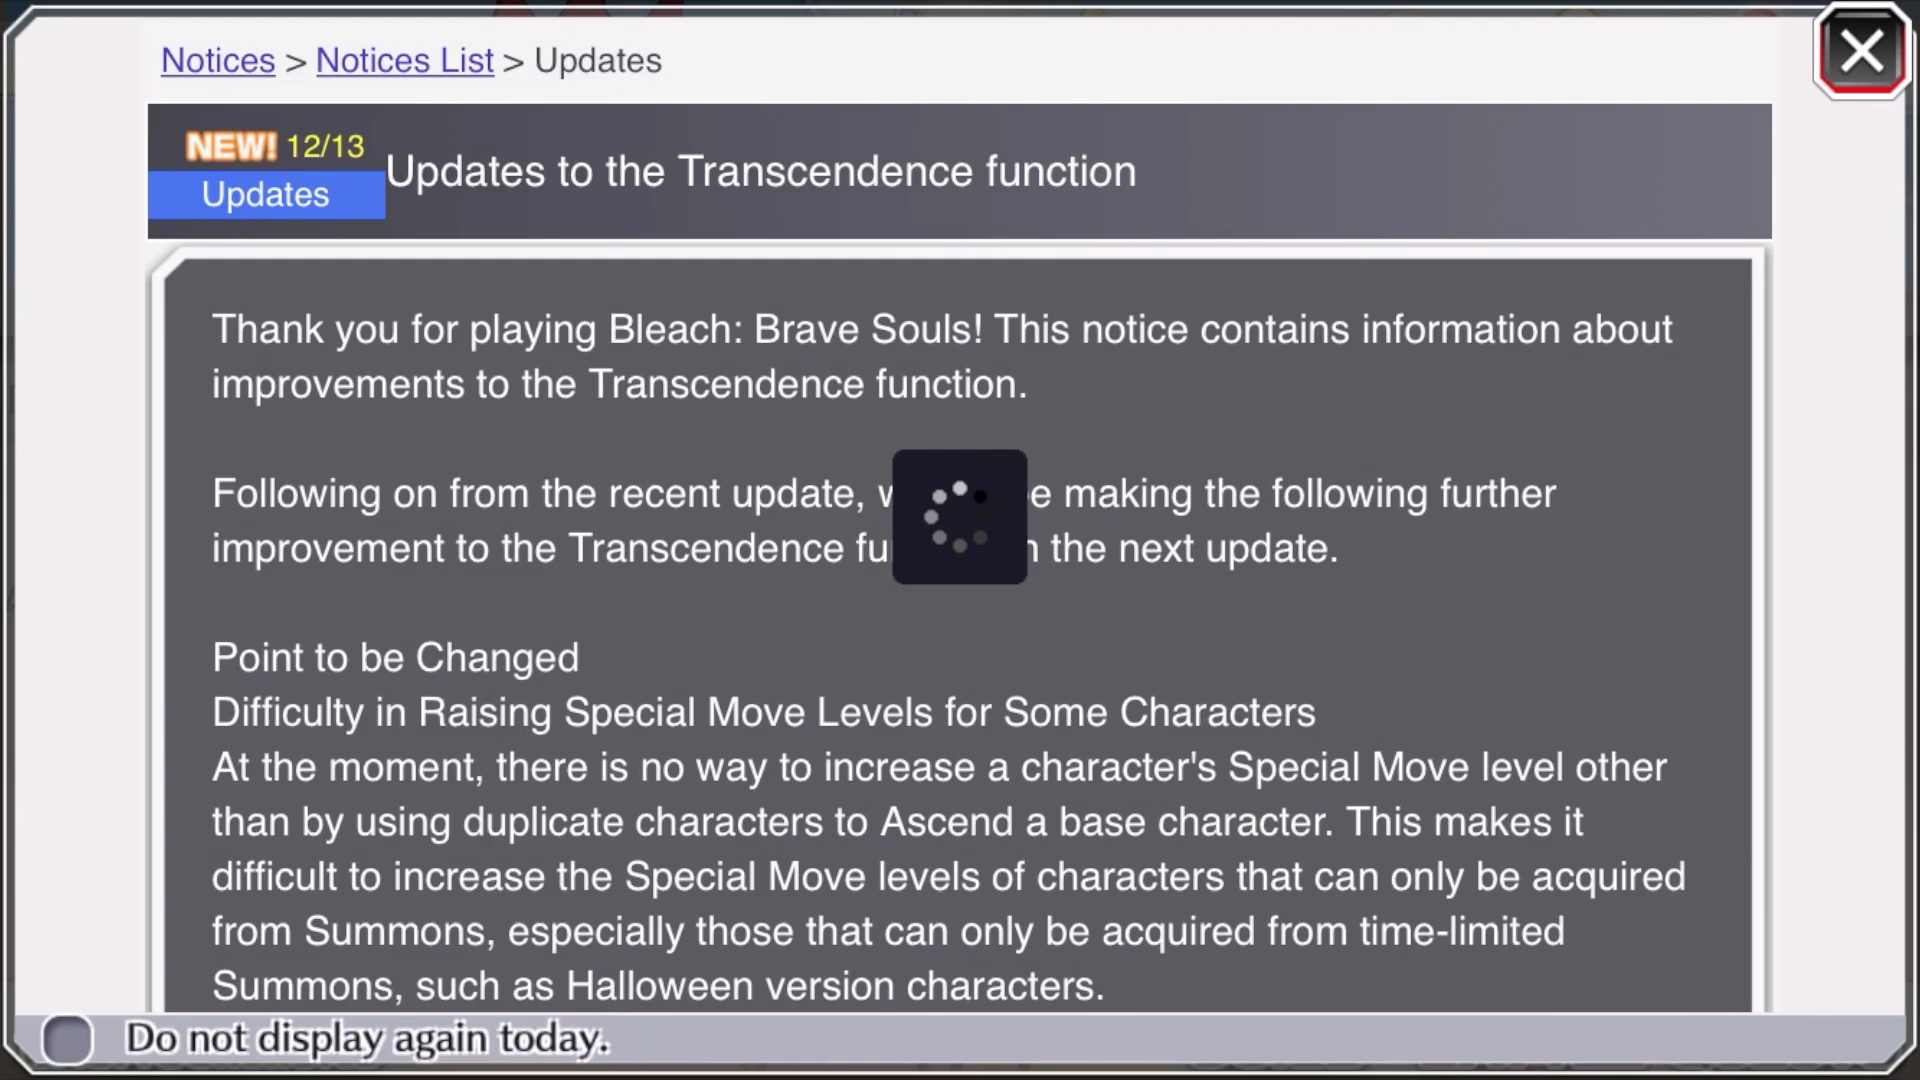 Notices > Notices List > Updates
NEW! 12/13
Updates
Updates to the Transcendence function
Thank you for playing Bleach: Brave Souls! This notice contains information about
improvements to the Transcendence function.
Following on from the recent update, making the following further
improvement to the Transcendence the next update.
Point to be Changed
Difficulty in Raising Special Move Levels for Some Characters
At the moment, there is no way to increase a character's Special Move level other
than by using duplicate characters to Ascend a base character. This makes it
difficult to increase the Special Move levels of characters that can only be acquired
from Summons, especially those that can only be acquired from time-limited
Summons, such as Halloween version characters.
Do not display again today.